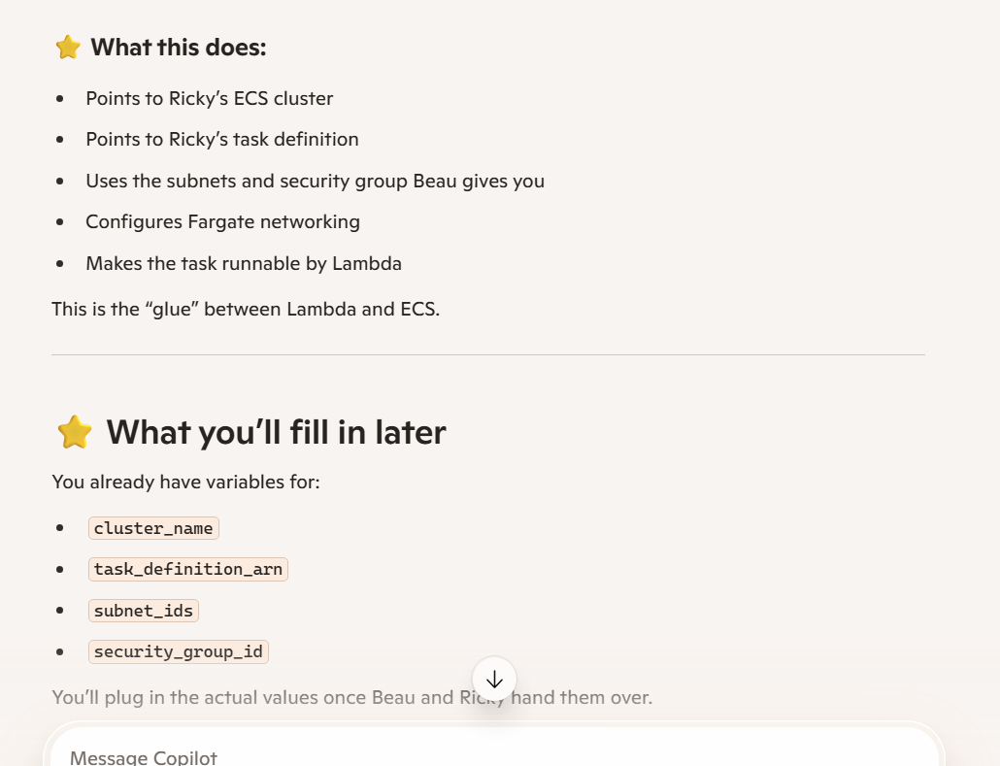 What this does:
Points to Ricky’s ECS cluster
Points to Ricky’s task definition
Uses the subnets and security group Beau gives you
Configures Fargate networking
Makes the task runnable by Lambda
This is the “glue” between Lambda and ECS.
What you’ll fill in later
You already have variables for:
cluster_name
task_definition_arn
subnet_ids
security_group_id
You’ll plug in the actual values once Beau and Ricky hand them over.
Message Copilot